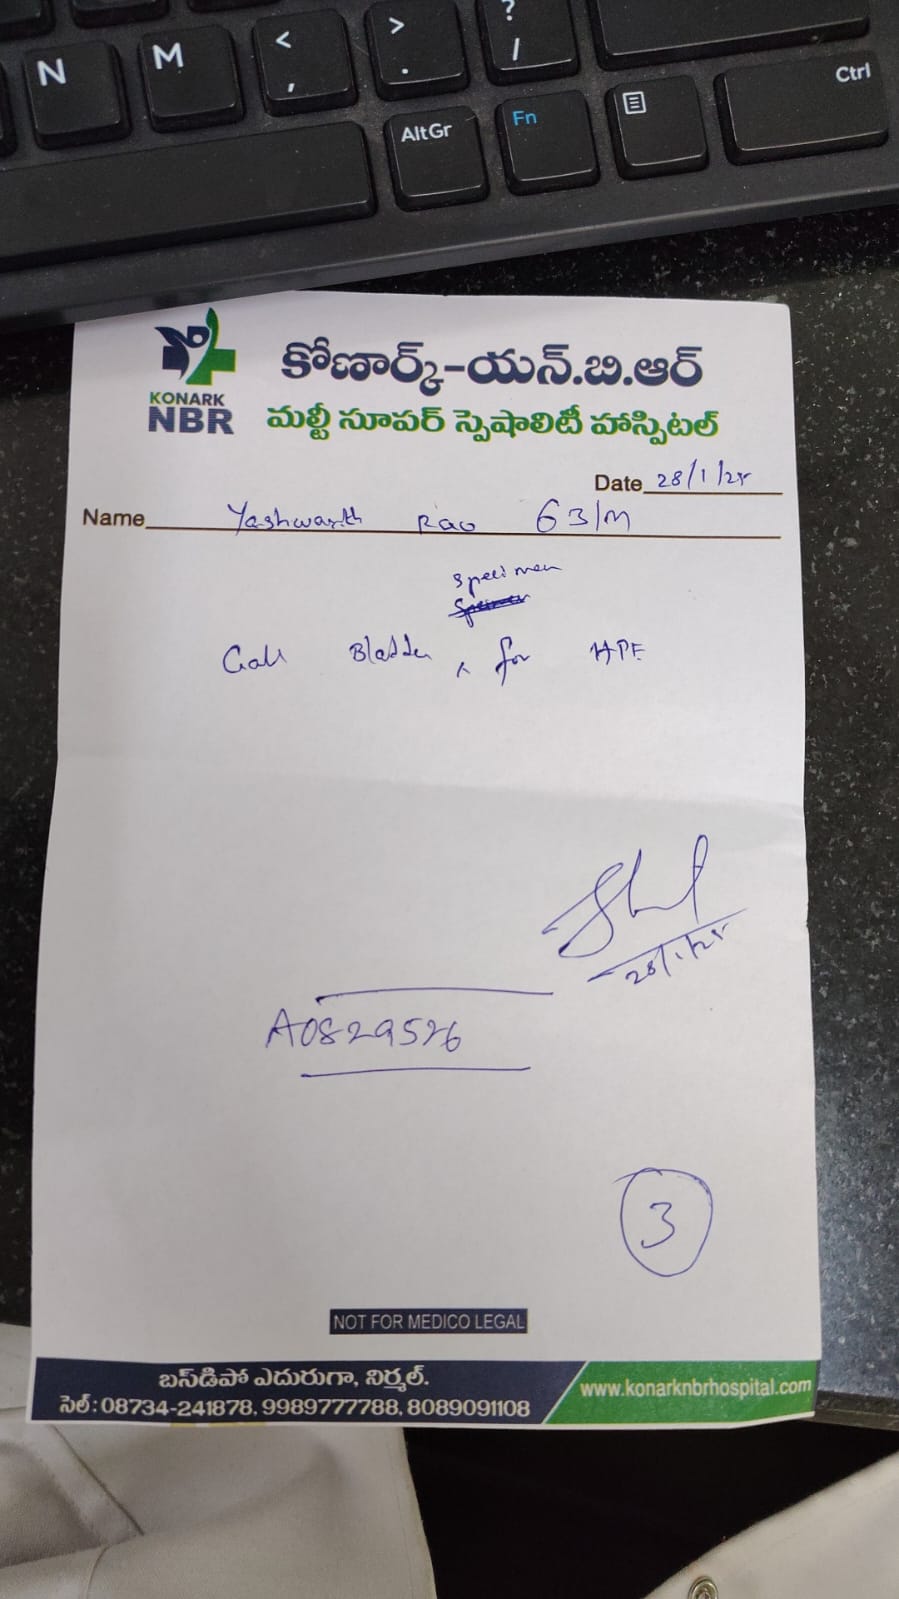 N M < , > . ? /
AltGr Fn Ctrl
KONARK
NBR
కోణార్క్-యన్.బి.ఆర్
మల్టీ సూపర్ స్పెషాలిటీ హాస్పిటల్
Date 28/1/25
Name Yashwanth Rao 63/M
Specimen
Gall Bladder ^ for HPE
28/1/25
A0829526
3
NOT FOR MEDICO LEGAL
బస్‌డిపో ఎదురుగా, నిర్మల్.
సెల్ : 08734-241878, 9989777788, 8089091108
www.konarknbrhospital.com